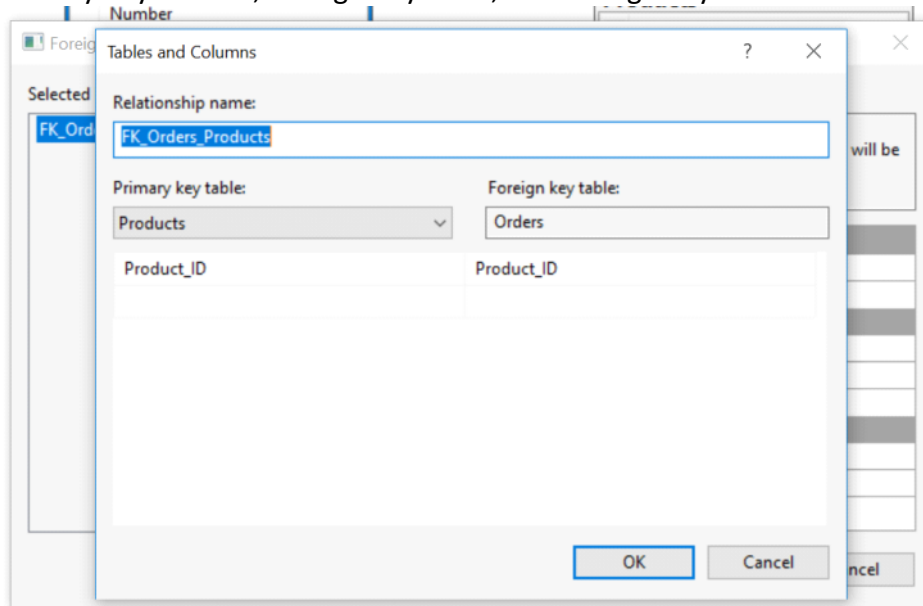 Number
Foreig
Tables and Columns ?
Selected
Relationship name:
FK_Ord
FK_Orders_Products
will be
Primary key table: Foreign key table:
Products Orders
Product_ID Product_ID
OK Cancel
ncel